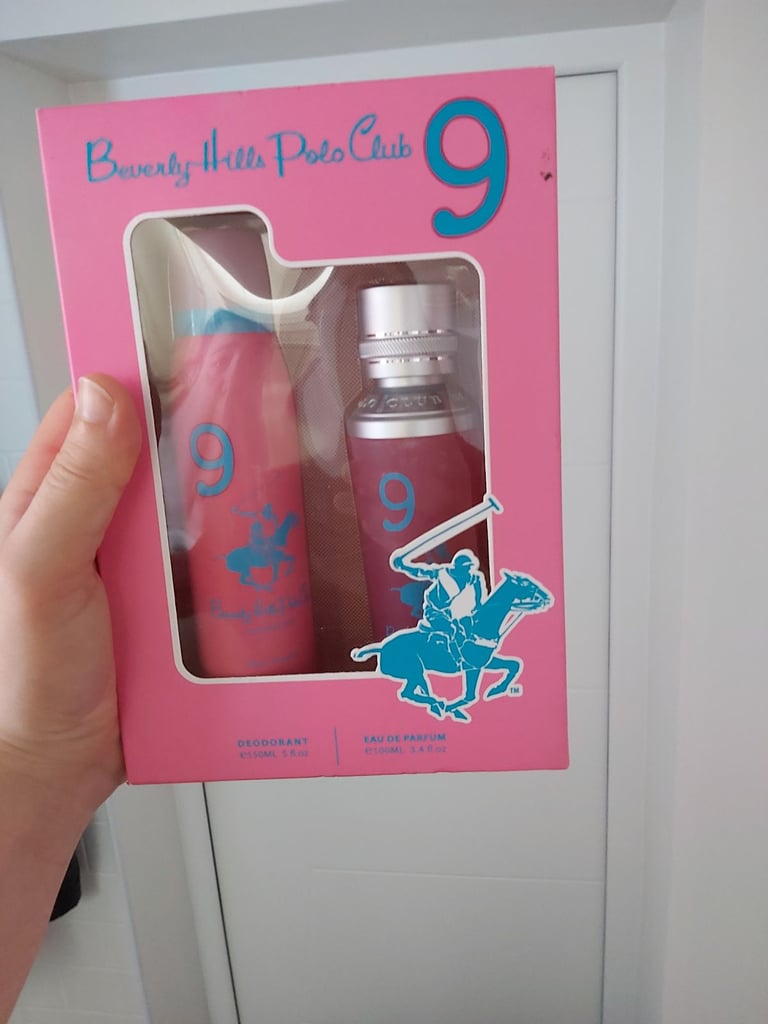 Beverly Hills Polo Club 9
9
9
DEODORANT
℮150ML 5 fl.oz
EAU DE PARFUM
℮100ML 3.4 fl.oz
TM